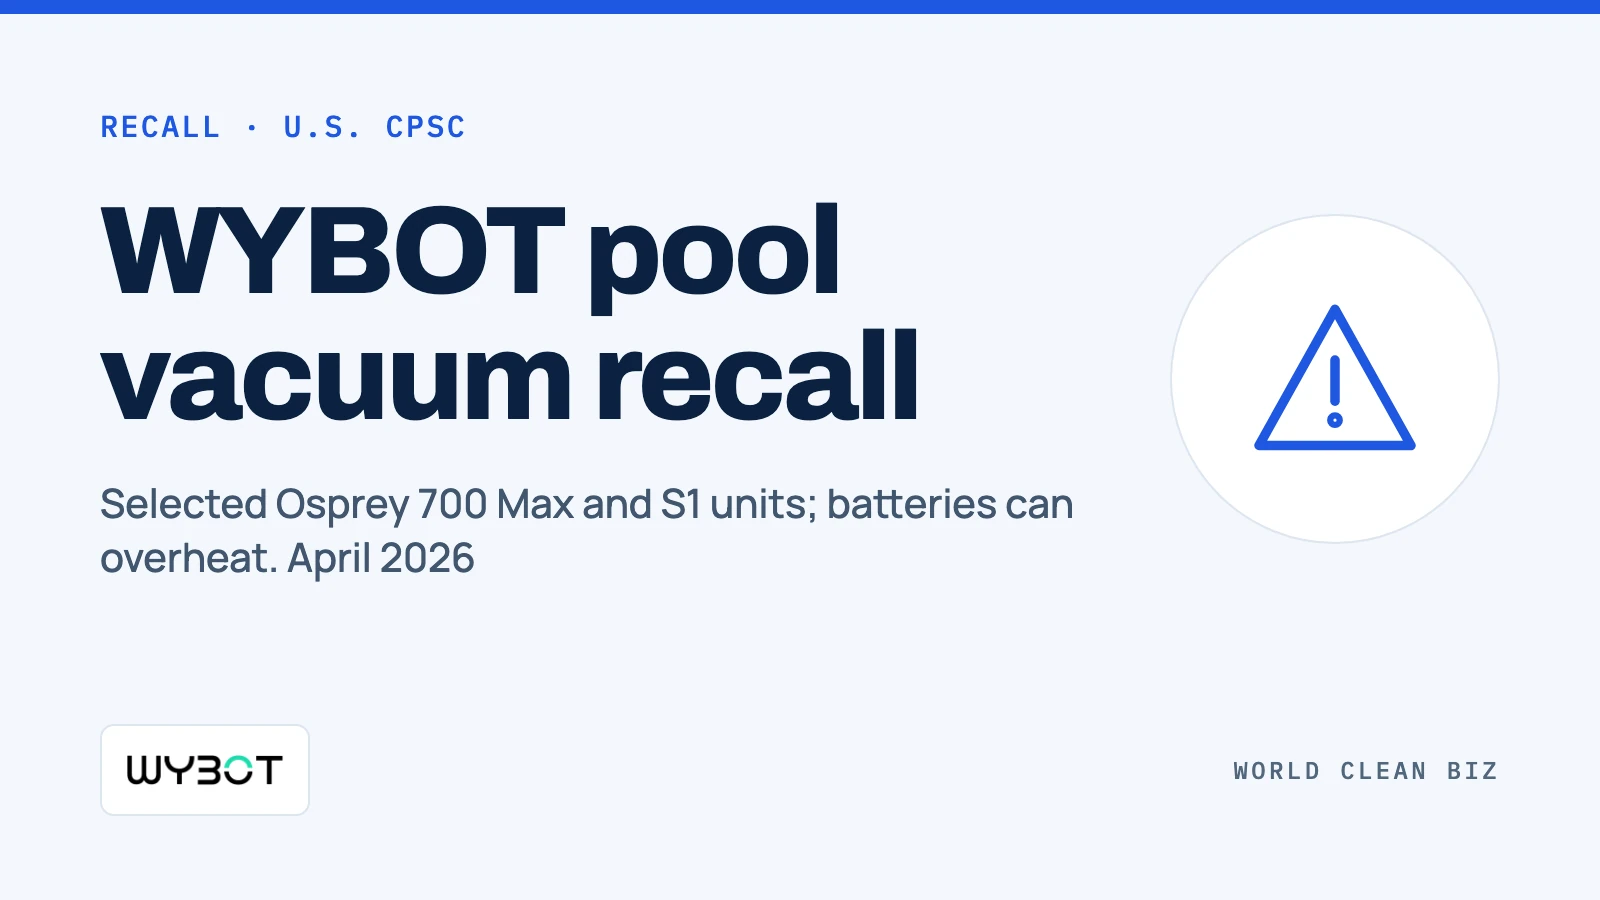 RECALL · U.S. CPSC
WYBOT pool
vacuum recall
Selected Osprey 700 Max and S1 units; batteries can
overheat. April 2026
WYBOT
WORLD CLEAN BIZ